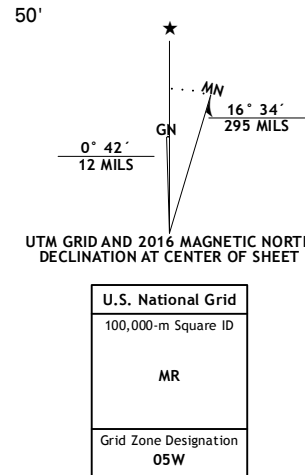 50'
MN
16° 34´
295 MILS
GN
0° 42´
12 MILS
UTM GRID AND 2016 MAGNETIC NORTH
DECLINATION AT CENTER OF SHEET
U.S. National Grid
100,000-m Square ID
MR
Grid Zone Designation
05W